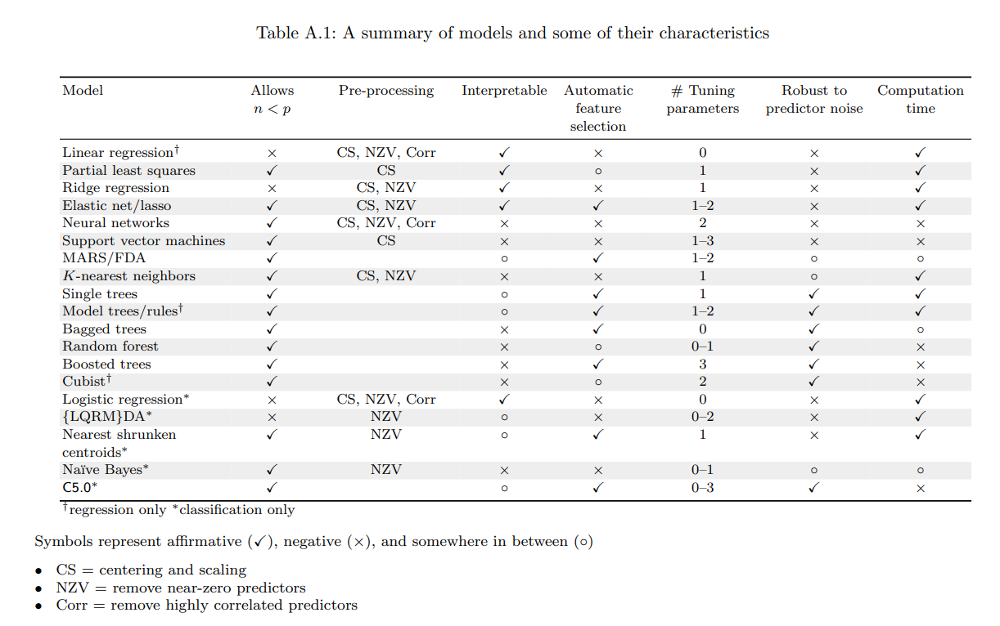 Table A.1: A summary of models and some of their characteristics
Model Allows Pre-processing Interpretable Automatic # Tuning Robust to Computation
n < p feature parameters predictor noise time
selection
Linear regression† × CS, NZV, Corr ✓ × 0 × ✓
Partial least squares ✓ CS ✓ ○ 1 × ✓
Ridge regression × CS, NZV ✓ × 1 × ✓
Elastic net/lasso ✓ CS, NZV ✓ ✓ 1–2 × ✓
Neural networks ✓ CS, NZV, Corr × × 2 × ×
Support vector machines ✓ CS × × 1–3 × ×
MARS/FDA ✓ ○ ✓ 1–2 ○ ○
K-nearest neighbors ✓ CS, NZV × × 1 ○ ✓
Single trees ✓ ○ ✓ 1 ✓ ✓
Model trees/rules† ✓ ○ ✓ 1–2 ✓ ✓
Bagged trees ✓ × ✓ 0 ✓ ○
Random forest ✓ × ○ 0–1 ✓ ×
Boosted trees ✓ × ✓ 3 ✓ ×
Cubist† ✓ × ○ 2 ✓ ×
Logistic regression* × CS, NZV, Corr ✓ × 0 × ✓
{LQRM}DA* × NZV ○ × 0–2 × ✓
Nearest shrunken ✓ NZV ○ ✓ 1 × ✓
centroids*
Naïve Bayes* ✓ NZV × × 0–1 ○ ○
C5.0* ✓ ○ ✓ 0–3 ✓ ×
†regression only *classification only
Symbols represent affirmative (✓), negative (×), and somewhere in between (○)
• CS = centering and scaling
• NZV = remove near-zero predictors
• Corr = remove highly correlated predictors